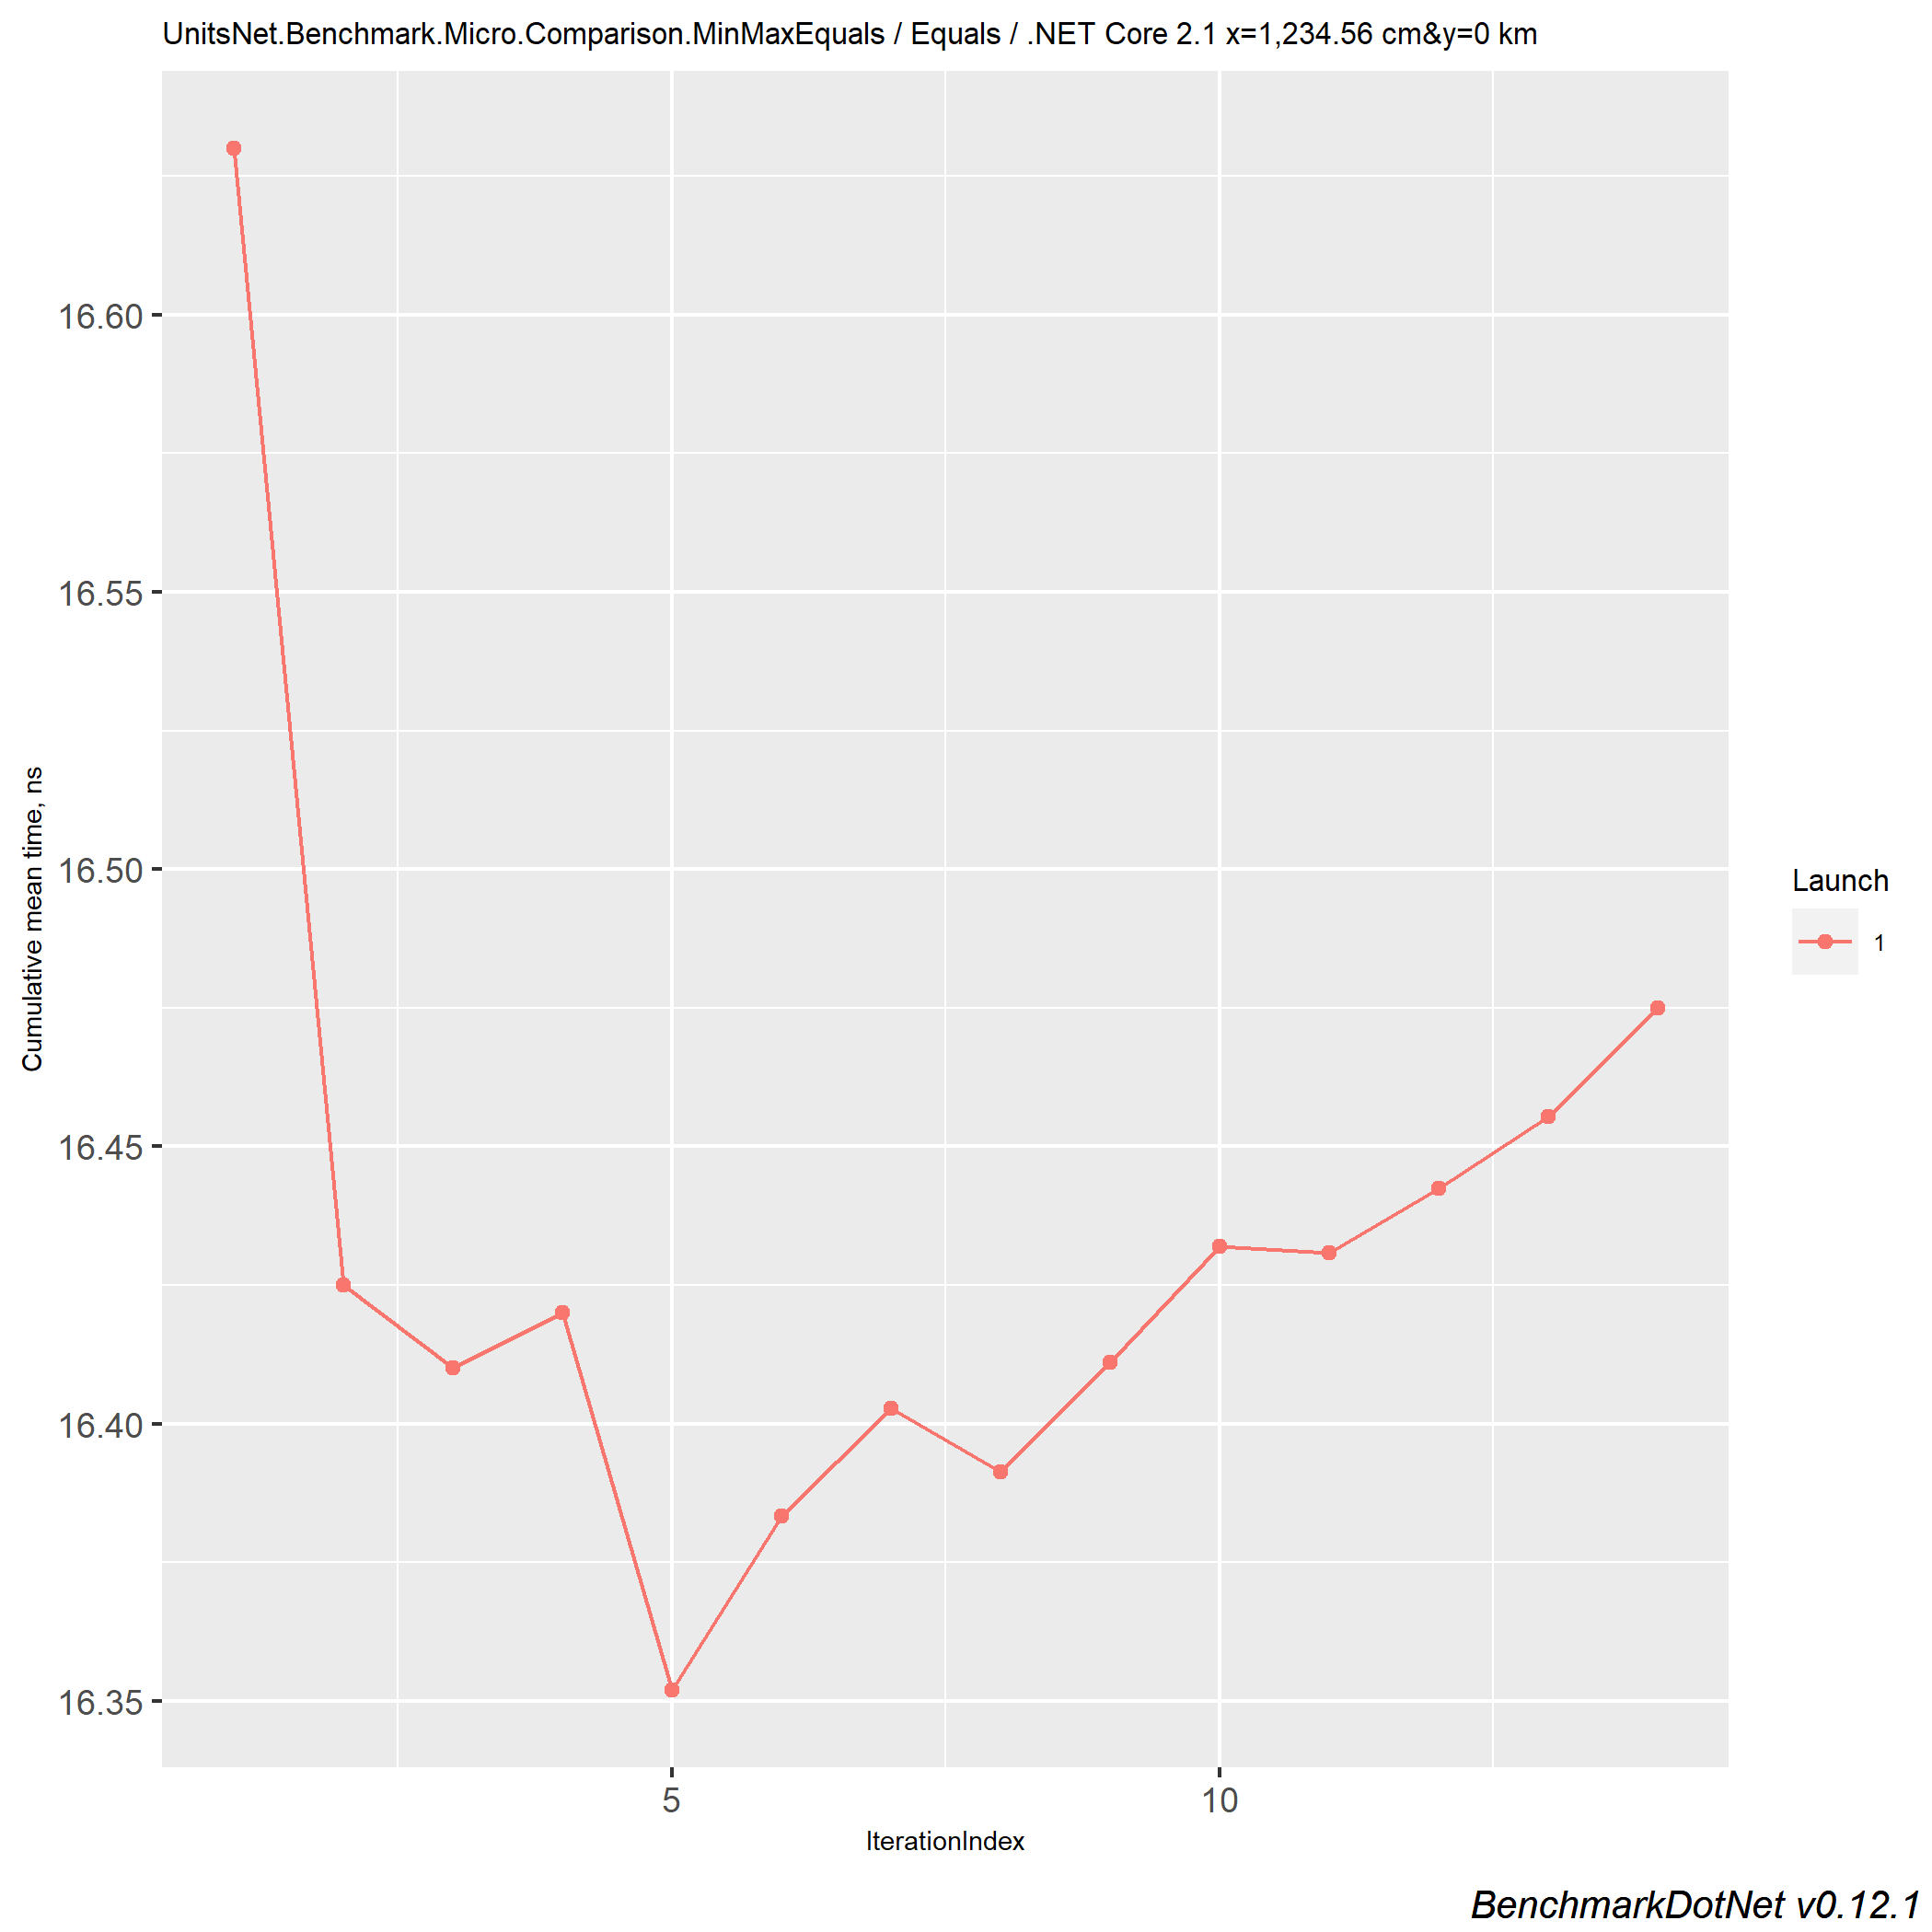 UnitsNet.Benchmark.Micro.Comparison.MinMaxEquals / Equals / .NET Core 2.1 x=1,234.56 cm&y=0 km
16.60
16.55
16.50
16.45
16.40
16.35
Cumulative mean time, ns
5
10
IterationIndex
Launch
1
BenchmarkDotNet v0.12.1